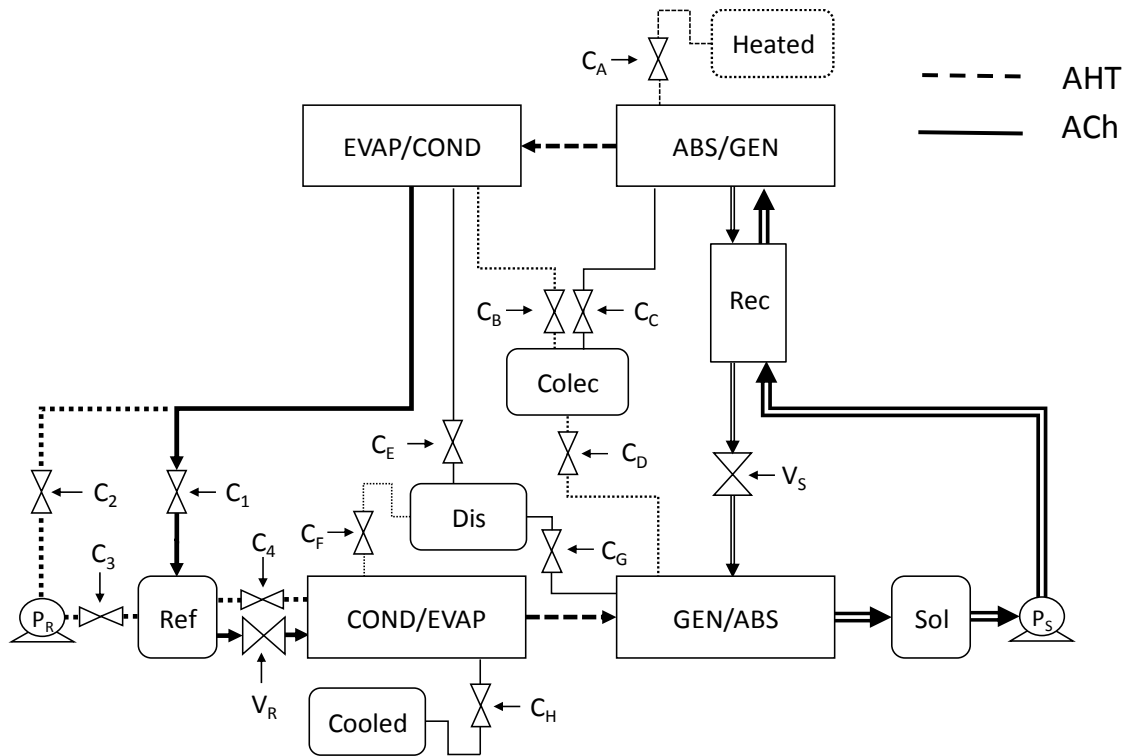 Heated
C_A
AHT
ACh
EVAP/COND
ABS/GEN
Rec
C_B
C_C
Colec
C_E
C_D
V_S
C_2
C_1
Dis
C_F
C_G
C_3
C_4
P_R
Ref
COND/EVAP
GEN/ABS
Sol
P_S
V_R
Cooled
C_H